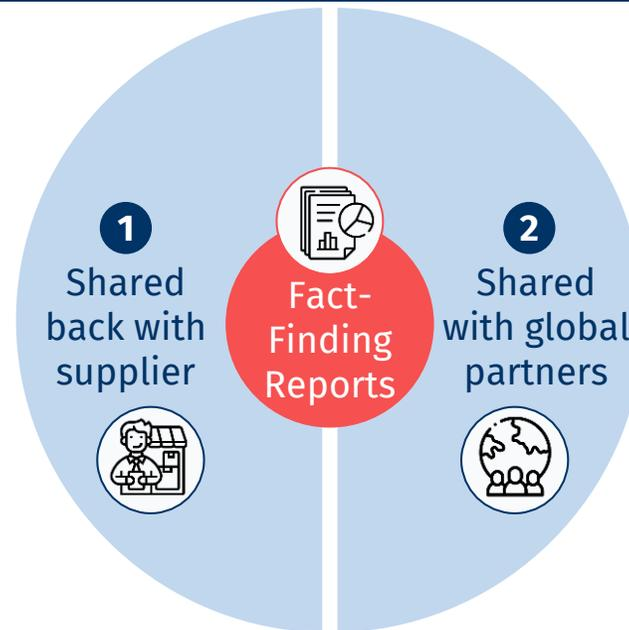 1
Shared
back with
supplier
Fact-
Finding
Reports
2
Shared
with global
partners